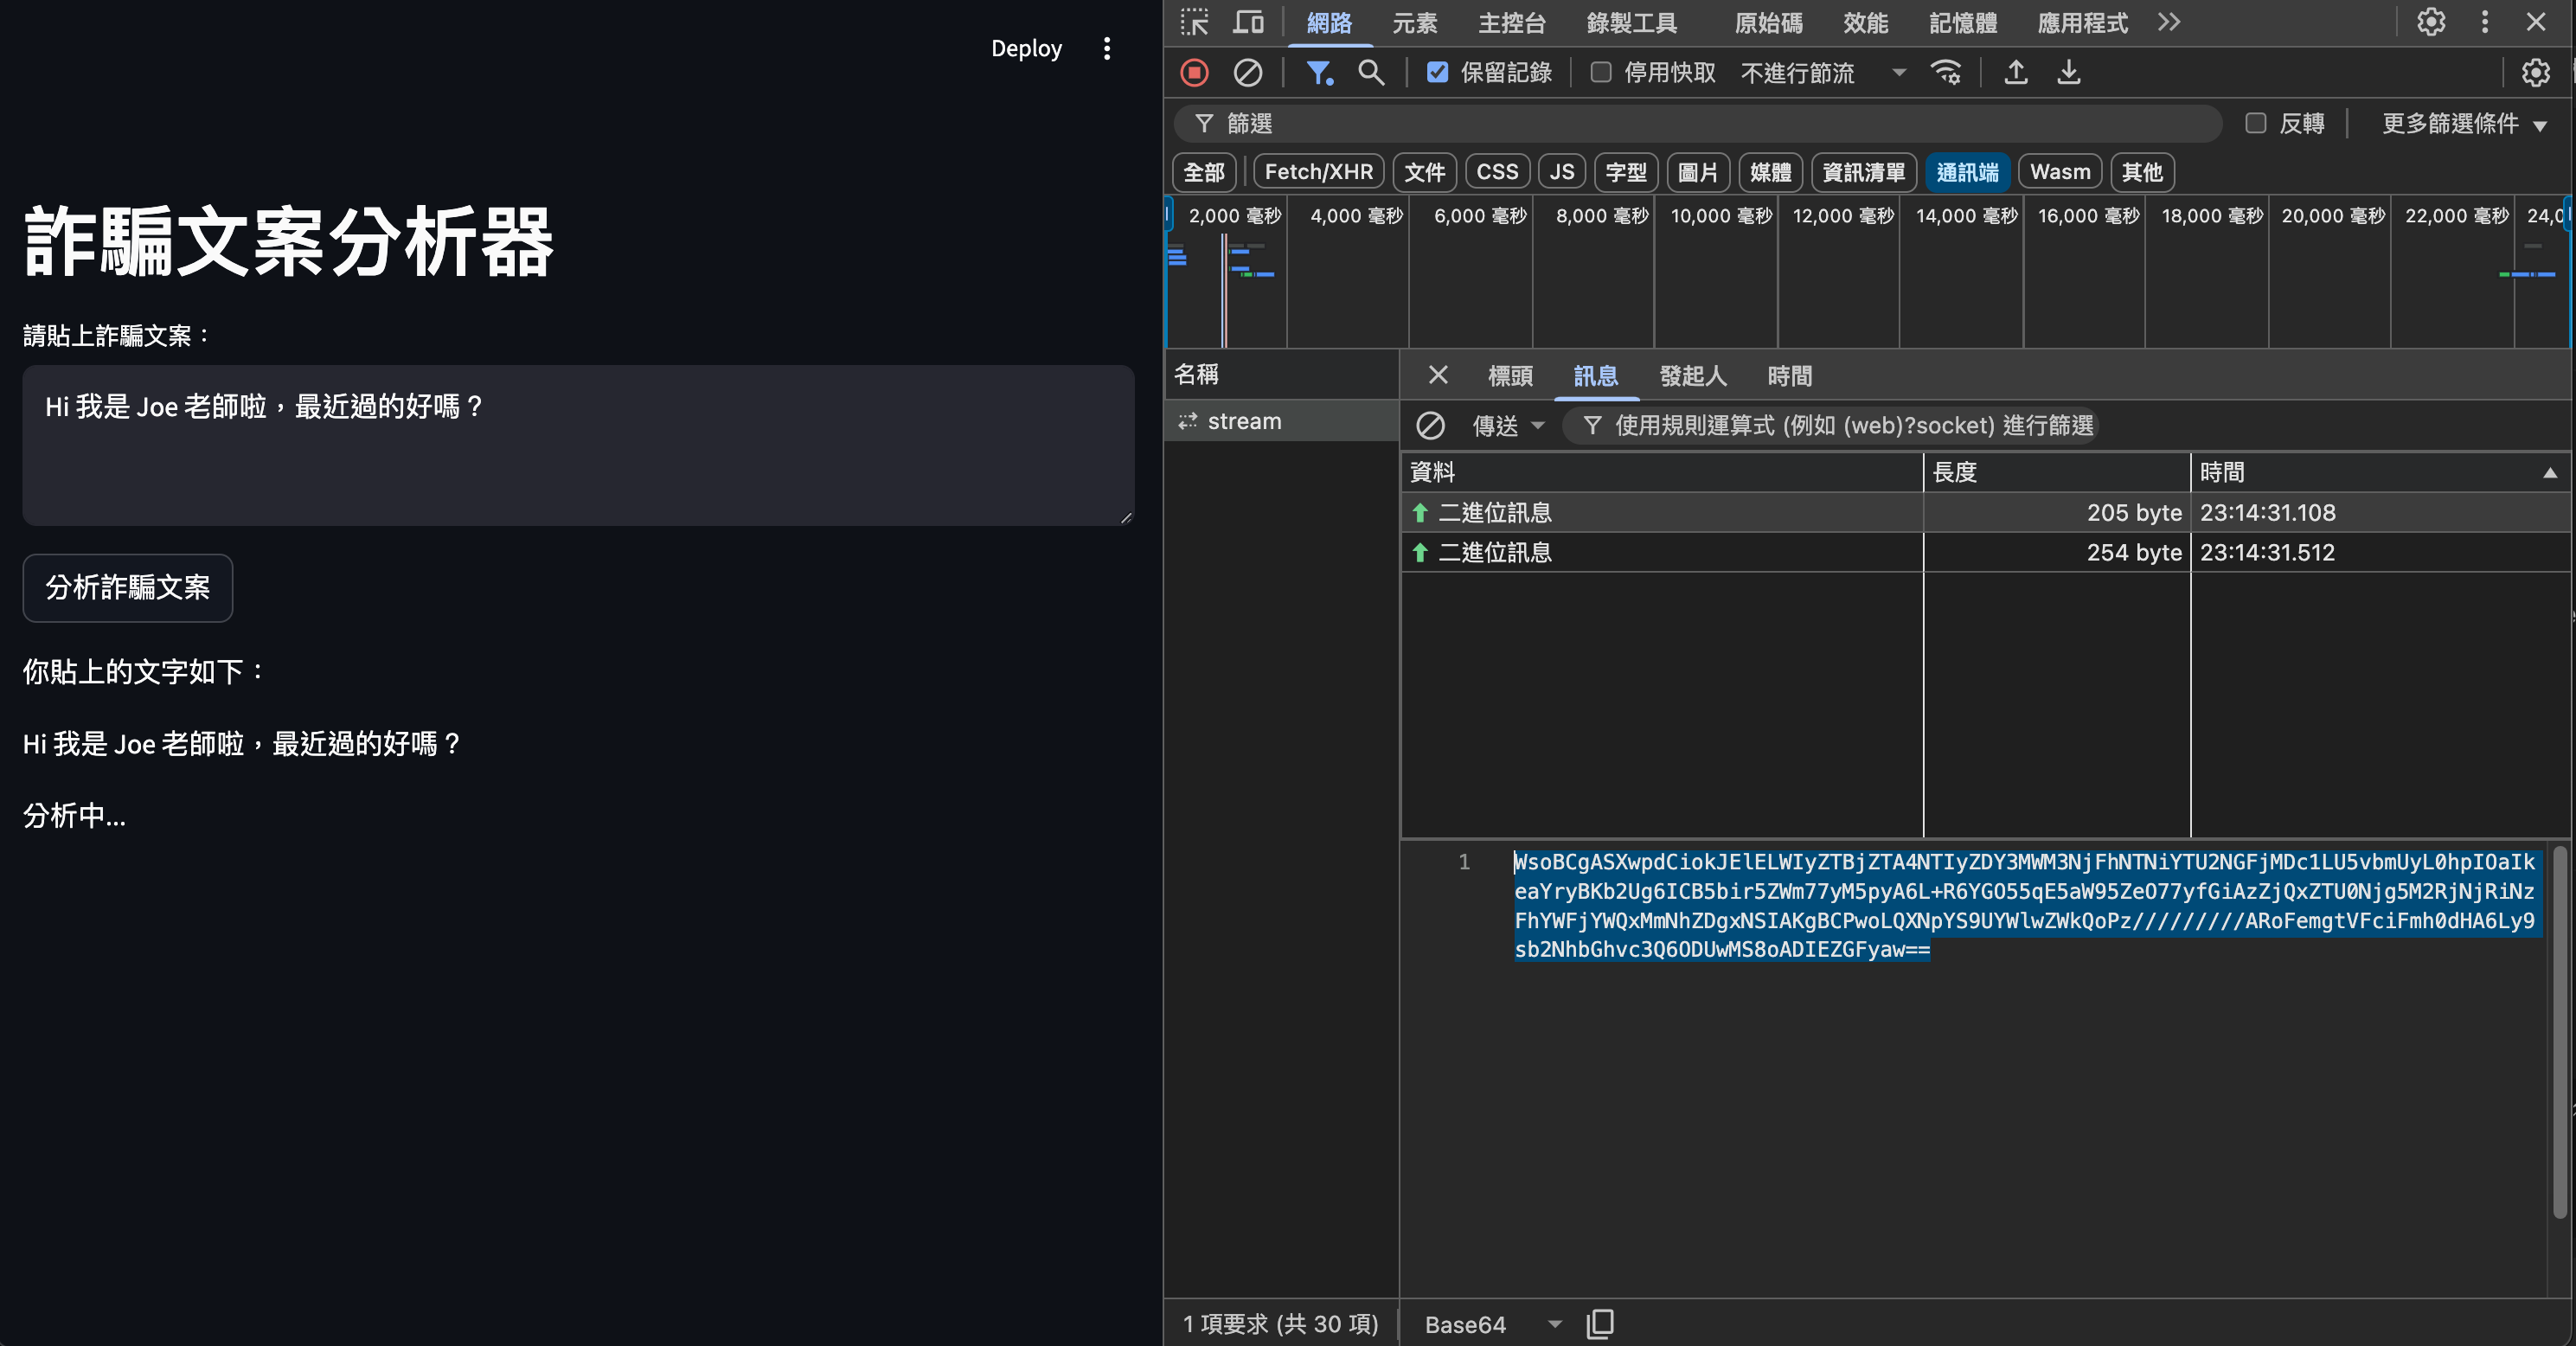 Deploy
詐騙文案分析器
請貼上詐騙文案：
Hi 我是 Joe 老師啦，最近過的好嗎？
分析詐騙文案
你貼上的文字如下：
Hi 我是 Joe 老師啦，最近過的好嗎？
分析中...
網路 元素 主控台 錄製工具 原始碼 效能 記憶體 應用程式
保留記錄 停用快取 不進行節流
篩選 反轉 更多篩選條件
全部 Fetch/XHR 文件 CSS JS 字型 圖片 媒體 資訊清單 通訊端 Wasm 其他
2,000 毫秒 4,000 毫秒 6,000 毫秒 8,000 毫秒 10,000 毫秒 12,000 毫秒 14,000 毫秒 16,000 毫秒 18,000 毫秒 20,000 毫秒 22,000 毫秒 24,0
名稱
stream
標頭 訊息 發起人 時間
傳送 使用規則運算式 (例如 (web)?socket) 進行篩選
資料 長度 時間
二進位訊息 205 byte 23:14:31.108
二進位訊息 254 byte 23:14:31.512
1 WsoBCgASXwpdCiokJElELWIyZTBjZTA4NTIyZDY3MWM3NjFhNTNiYTU2NGFjMDc1LU5vbmUyL0hpIOaIk
eaYryBKb2Ug6ICB5bir5ZWm77yM5pyA6L+R6YGO55qE5aW95ZeO77yfGiAzZjQxZTU0Njg5M2RjNjRiNz
FhYWFjYWQxMmNhZDgxNSIAKgBCPwoLQXNpYS9UYWlwZWkQoPz//////////ARoFemgtVFciFmh0dHA6Ly9
sb2NhbGhvc3Q6ODUwMS8oADIEZGFyaw==
1 項要求 (共 30 項) Base64